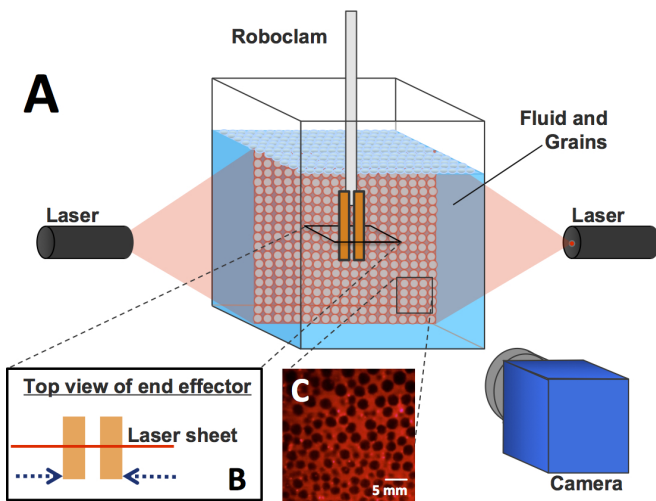 Roboclam
A
Fluid and
Grains
Laser
Laser
Top view of end effector
Laser sheet
B
C
5 mm
Camera